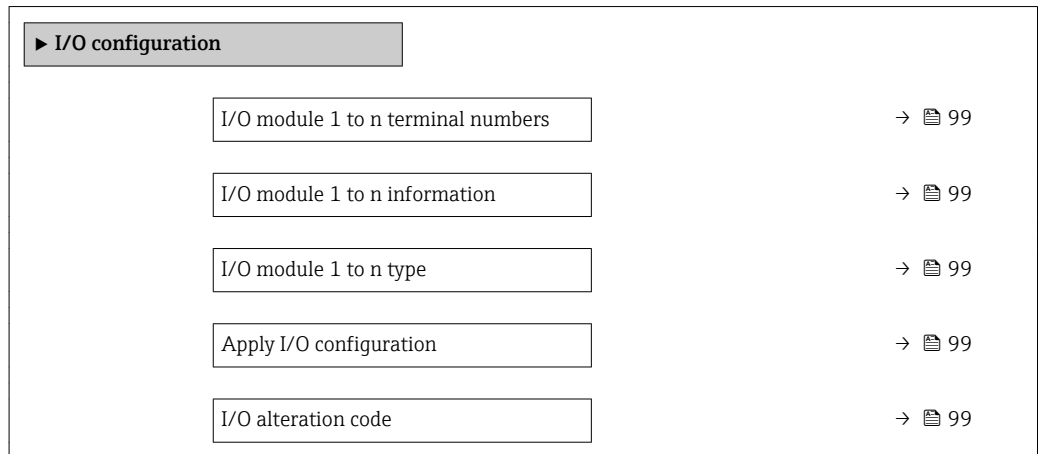 ► I/O configuration
I/O module 1 to n terminal numbers → 99
I/O module 1 to n information → 99
I/O module 1 to n type → 99
Apply I/O configuration → 99
I/O alteration code → 99